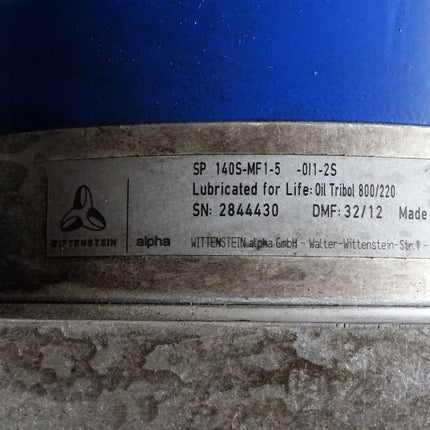 SP 140S-MF1-5 -0I1-2S
Lubricated for Life: Oil Tribol 800/220
SN: 2844430 DMF: 32/12 Made
WITTENSTEIN alpha WITTENSTEIN alpha GmbH - Walter-Wittenstein-Str. 1 -